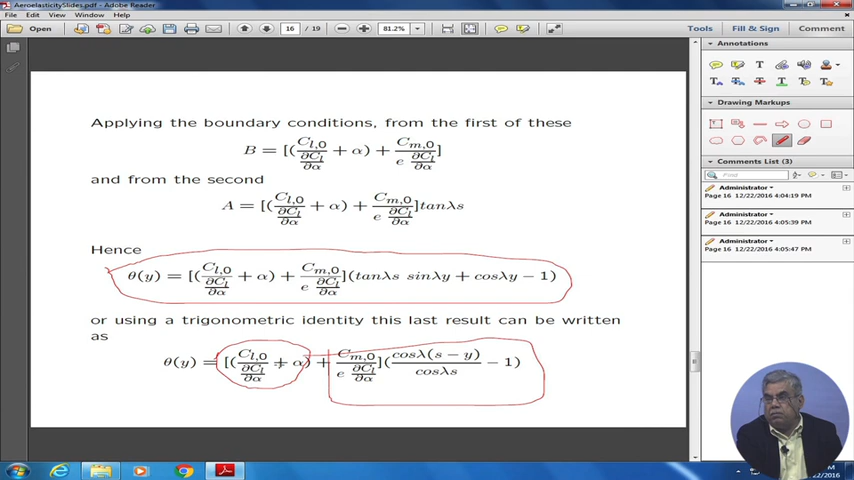 AeroelasticitySlides.pdf - Adobe Reader
File Edit View Window Help
Open 16 / 19 81.2% Tools Fill & Sign Comment
Annotations
Drawing Markups
Comments List (3)
Find
Administrator
Page 16 12/22/2016 4:04:19 PM
Administrator
Page 16 12/22/2016 4:05:39 PM
Administrator
Page 16 12/22/2016 4:05:47 PM
Applying the boundary conditions, from the first of these
B = [(C_{l,0}/(∂C_l/∂α) + α) + C_{m,0}/(e ∂C_l/∂α)]
and from the second
A = [(C_{l,0}/(∂C_l/∂α) + α) + C_{m,0}/(e ∂C_l/∂α)]tanλs
Hence
θ(y) = [(C_{l,0}/(∂C_l/∂α) + α) + C_{m,0}/(e ∂C_l/∂α)](tanλs sinλy + cosλy − 1)
or using a trigonometric identity this last result can be written
as
θ(y) = [(C_{l,0}/(∂C_l/∂α) + α) + C_{m,0}/(e ∂C_l/∂α)](cosλ(s − y)/cosλs − 1)